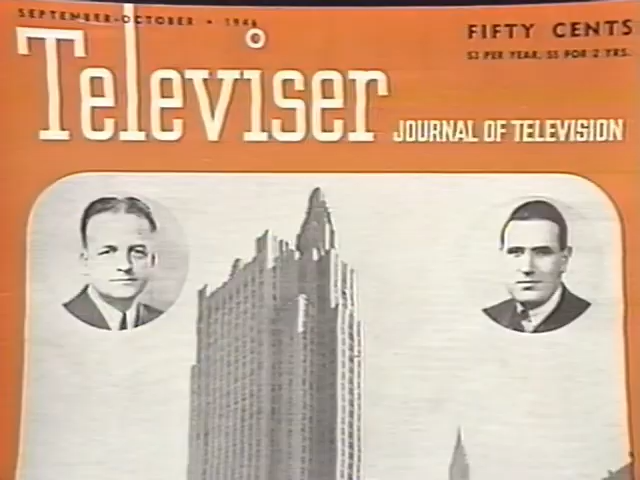 SEPTEMBER-OCTOBER • 1946
FIFTY CENTS
$3 PER YEAR, $5 FOR 2 YRS.
Televiser
JOURNAL OF TELEVISION